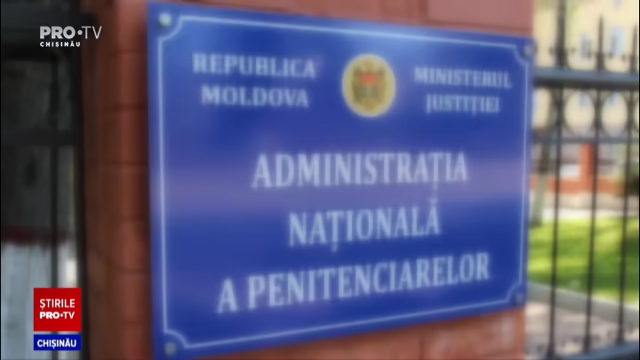 PRO•TV
CHIȘINĂU
REPUBLICA
MOLDOVA
MINISTERUL
JUSTIȚIEI
ADMINISTRAȚIA
NAȚIONALĂ
A PENITENCIARELOR
ȘTIRILE
PRO•TV
CHIȘINĂU